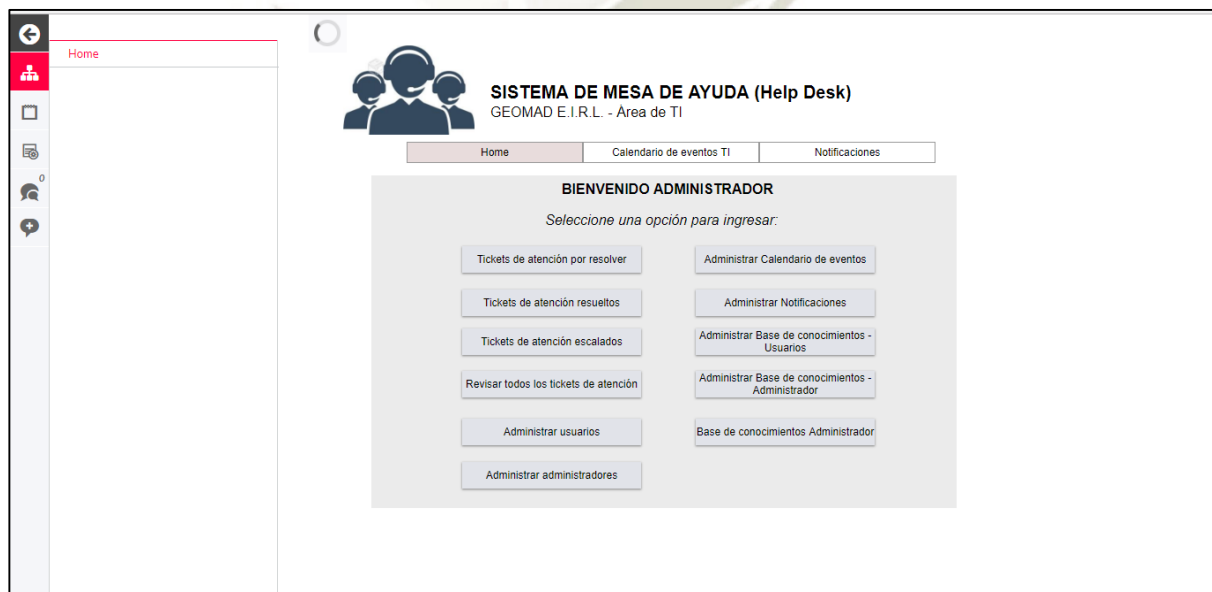 Home
0
SISTEMA DE MESA DE AYUDA (Help Desk)
GEOMAD E.I.R.L. - Área de TI
Home
Calendario de eventos TI
Notificaciones
BIENVENIDO ADMINISTRADOR
Seleccione una opción para ingresar:
Tickets de atención por resolver
Administrar Calendario de eventos
Tickets de atención resueltos
Administrar Notificaciones
Tickets de atención escalados
Administrar Base de conocimientos -
Usuarios
Revisar todos los tickets de atención
Administrar Base de conocimientos -
Administrador
Administrar usuarios
Base de conocimientos Administrador
Administrar administradores